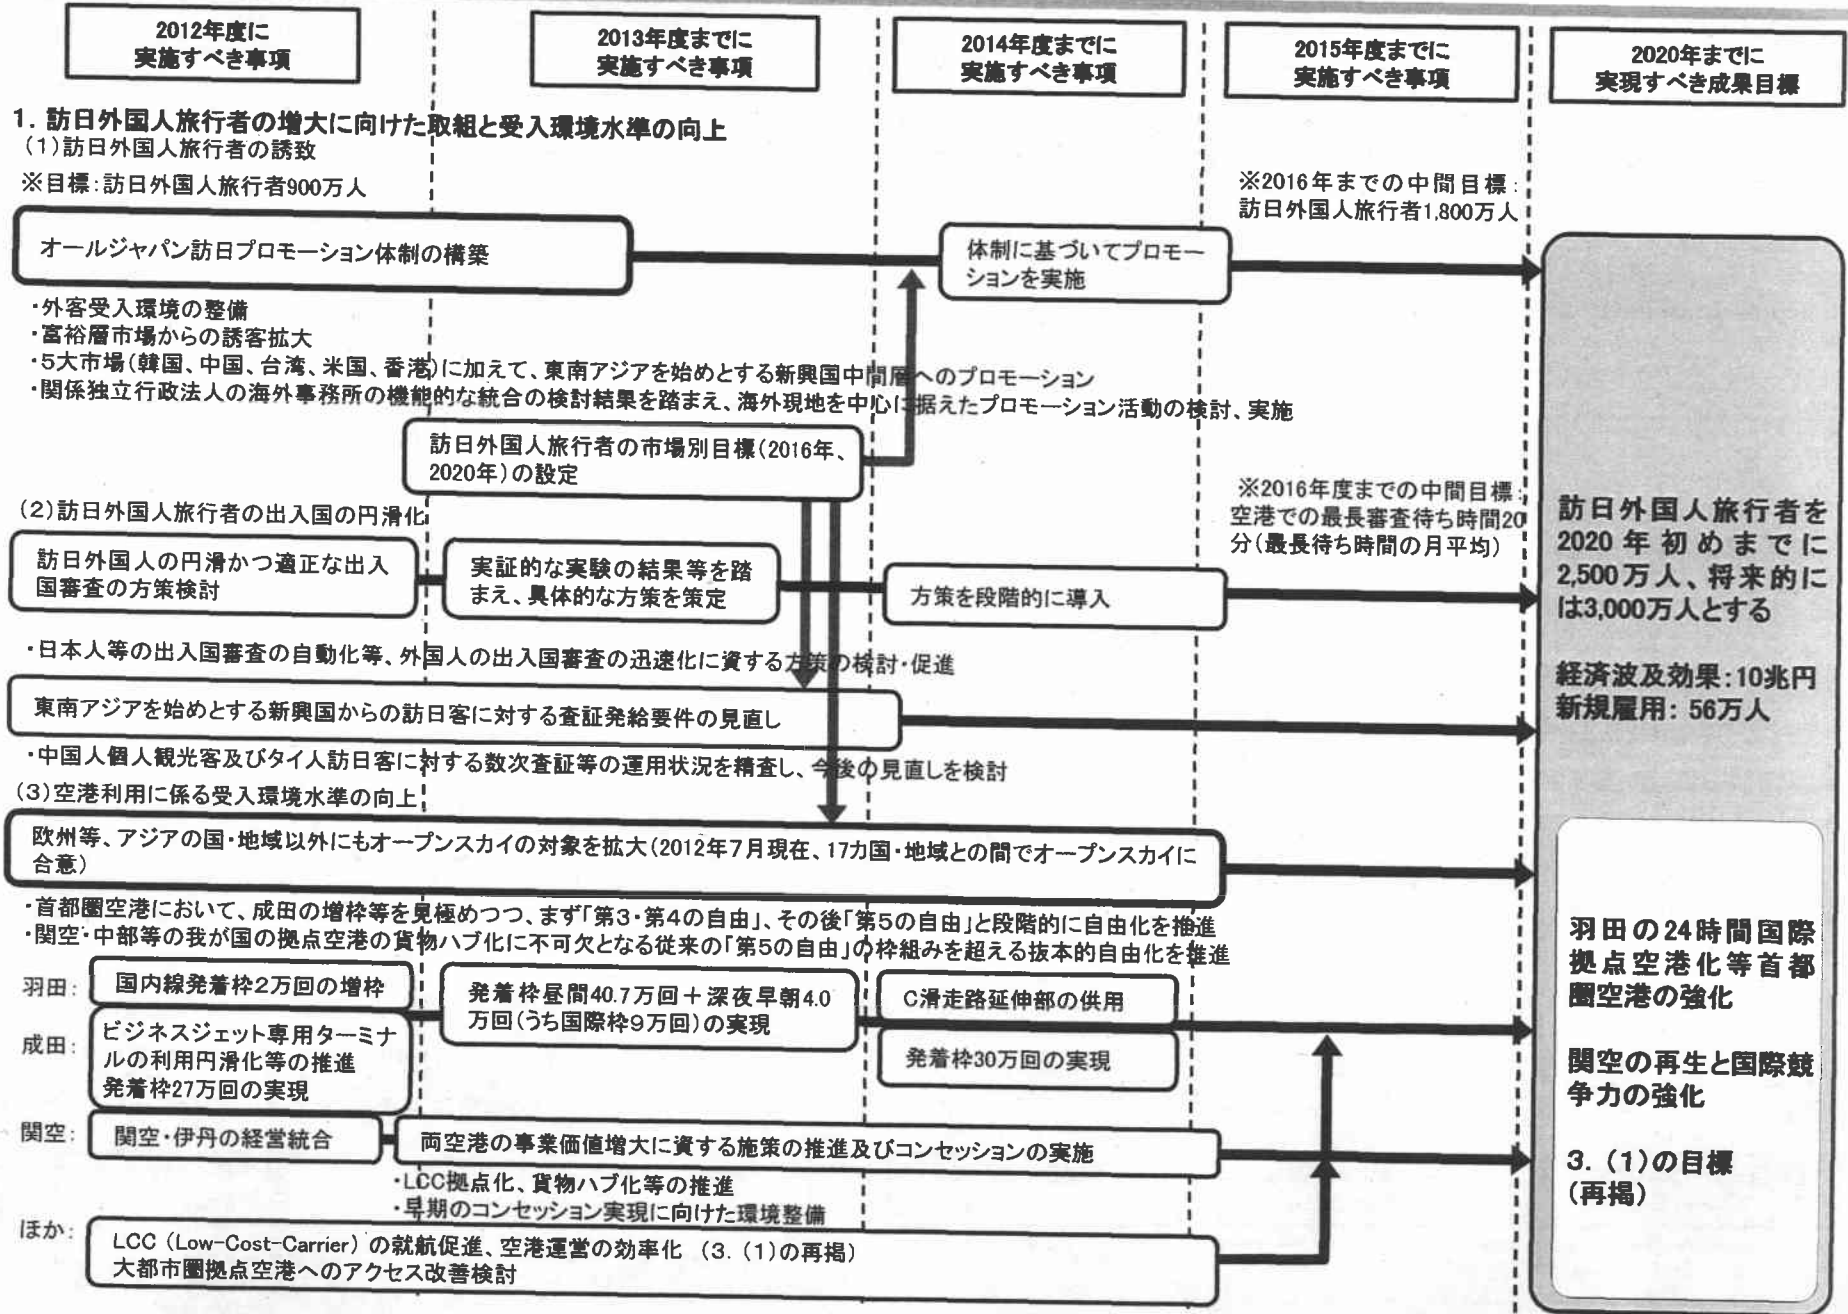 2012年度に
実施すべき事項
2013年度までに
実施すべき事項
2014年度までに
実施すべき事項
2015年度までに
実施すべき事項
2020年までに
実現すべき成果目標
1. 訪日外国人旅行者の増大に向けた取組と受入環境水準の向上
(1)訪日外国人旅行者の誘致
※目標:訪日外国人旅行者900万人
※2016年までの中間目標:
訪日外国人旅行者1,800万人
オールジャパン訪日プロモーション体制の構築
体制に基づいてプロモー
ションを実施
・外客受入環境の整備
・富裕層市場からの誘客拡大
・5大市場(韓国、中国、台湾、米国、香港)に加えて、東南アジアを始めとする新興国中間層へのプロモーション
・関係独立行政法人の海外事務所の機能的な統合の検討結果を踏まえ、海外現地を中心に据えたプロモーション活動の検討、実施
訪日外国人旅行者の市場別目標(2016年、
2020年)の設定
(2)訪日外国人旅行者の出入国の円滑化
※2016年度までの中間目標:
空港での最長審査待ち時間20
分(最長待ち時間の月平均)
訪日外国人の円滑かつ適正な出入
国審査の方策検討
実証的な実験の結果等を踏
まえ、具体的な方策を策定
方策を段階的に導入
・日本人等の出入国審査の自動化等、外国人の出入国審査の迅速化に資する方策の検討・促進
東南アジアを始めとする新興国からの訪日客に対する査証発給要件の見直し
・中国人個人観光客及びタイ人訪日客に対する数次査証等の運用状況を精査し、今後の見直しを検討
(3)空港利用に係る受入環境水準の向上
欧州等、アジアの国・地域以外にもオープンスカイの対象を拡大(2012年7月現在、17カ国・地域との間でオープンスカイに
合意)
・首都圏空港において、成田の増枠等を見極めつつ、まず「第3・第4の自由」、その後「第5の自由」と段階的に自由化を推進
・関空・中部等の我が国の拠点空港の貨物ハブ化に不可欠となる従来の「第5の自由」の枠組みを超える抜本的自由化を推進
羽田:
国内線発着枠2万回の増枠
発着枠昼間40.7万回+深夜早朝4.0
万回(うち国際枠9万回)の実現
C滑走路延伸部の供用
成田:
ビジネスジェット専用ターミナ
ルの利用円滑化等の推進
発着枠27万回の実現
発着枠30万回の実現
関空:
関空・伊丹の経営統合
両空港の事業価値増大に資する施策の推進及びコンセッションの実施
・LCC拠点化、貨物ハブ化等の推進
・早期のコンセッション実現に向けた環境整備
ほか:
LCC (Low-Cost-Carrier) の就航促進、空港運営の効率化 (3. (1)の再掲)
大都市圏拠点空港へのアクセス改善検討
訪日外国人旅行者を
2020年初めまでに
2,500万人、将来的に
は3,000万人とする
経済波及効果:10兆円
新規雇用: 56万人
羽田の24時間国際
拠点空港化等首都
圏空港の強化
関空の再生と国際競
争力の強化
3. (1)の目標
(再掲)